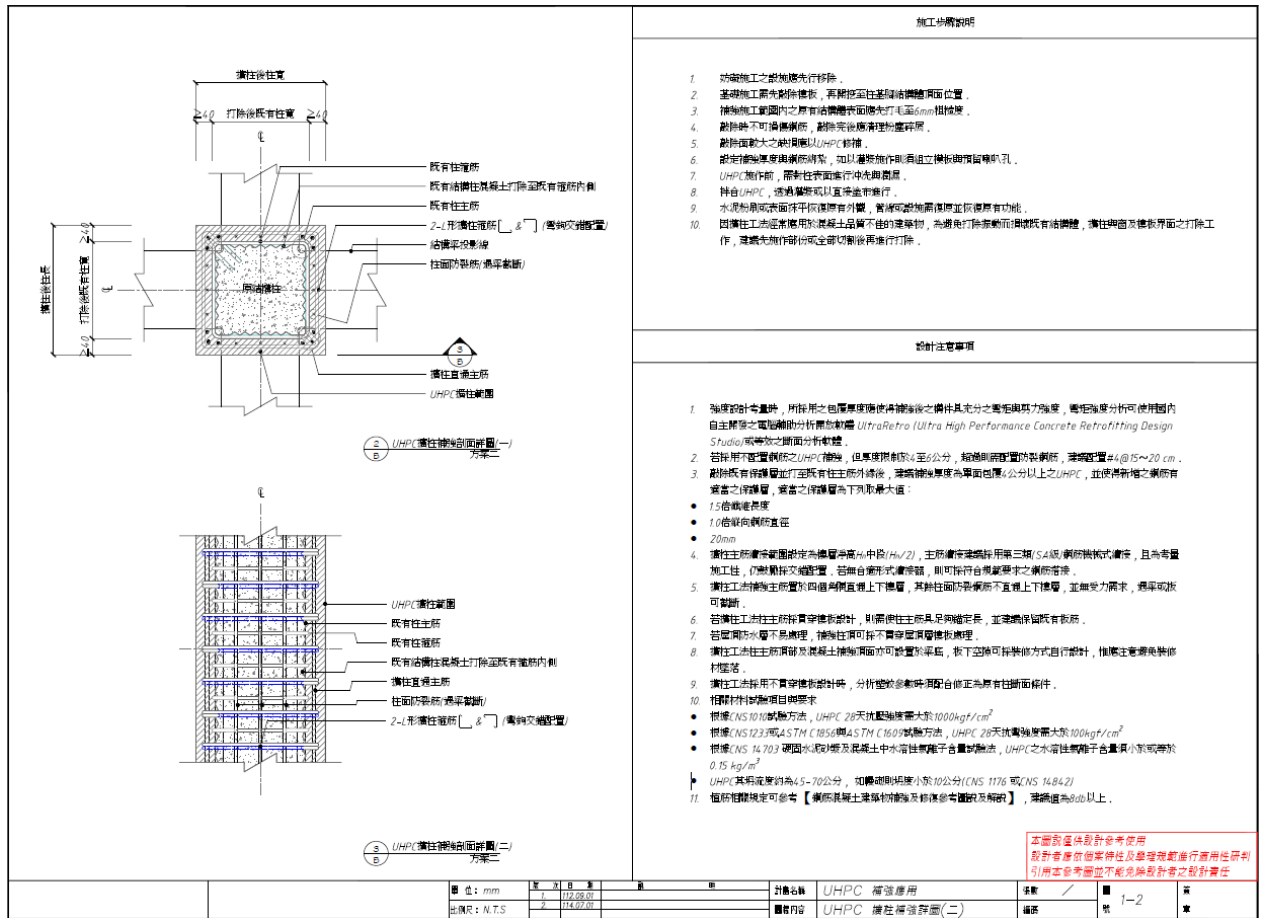 擴柱後柱寬
≥40
打除後既有柱寬
≥40
℄
既有柱箍筋
既有結構柱混凝土打除至既有箍筋內側
既有柱主筋
2-L形擴柱箍筋[ & ] (彎鉤交錯配置)
結構梁投影線
柱面防裂筋(遇梁截斷)
擴柱後柱長
≥40
打除後既有柱寬
≥40
℄
原結構柱
3
B
擴柱直通主筋
UHPC擴柱範圍
2
B
UHPC擴柱補強剖面詳圖(一)
方案二
℄
UHPC擴柱範圍
既有柱主筋
既有柱箍筋
既有結構柱混凝土打除至既有箍筋內側
擴柱直通主筋
柱面防裂筋(遇梁截斷)
2-L形擴柱箍筋[ & ] (彎鉤交錯配置)
3
B
UHPC擴柱補強剖面詳圖(二)
方案二
施工步驟說明
1. 妨礙施工之設施應先行移除．
2. 基礎施工需先敲除樓板，再開挖至柱基腳結構體頂面位置．
3. 補強施工範圍內之原有結構體表面應先打毛至6mm粗糙度．
4. 敲除時不可損傷鋼筋，敲除完後應清理粉塵碎屑．
5. 敲除面較大之缺損應以UHPC修補．
6. 設定補強厚度與鋼筋綁紮，如以灌漿施作則須組立模板與預留喇叭孔．
7. UHPC施作前，需對柱表面進行沖洗與潤濕．
8. 拌合UHPC，透過灌漿或以直接塗布進行．
9. 水泥粉刷或表面抹平恢復原有外觀，管線或設施需復原並恢復原有功能．
10. 因擴柱工法經常應用於混凝土品質不佳的建築物，為避免打除振動而損壞既有結構體，擴柱與窗及樓板界面之打除工
作，建議先施作部份或全部切割後再進行打除．
設計注意事項
1. 強度設計考量時，所採用之包覆厚度應使得補強後之構件具充分之彎矩與剪力強度，彎矩強度分析可使用國內
自主開發之電腦輔助分析開放軟體 UltraRetro (Ultra High Performance Concrete Retrofitting Design
Studio)或等效之斷面分析軟體．
2. 若採用不配置鋼筋之UHPC補強，但厚度限制於4至6公分，超過則需配置防裂鋼筋，建議配置#4@15～20 cm．
3. 敲除既有保護層並打至既有柱主筋外緣後，建議補強厚度為單面包覆4公分以上之UHPC，並使得新增之鋼筋有
適當之保護層，適當之保護層為下列取最大值：
● 1.5倍纖維長度
● 1.0倍縱向鋼筋直徑
● 20mm
4. 擴柱主筋續接範圍設定為樓層淨高Hn中段(Hn/2)，主筋續接建議採用第三類(SA級)鋼筋機械式續接，且為考量
施工性，仍鼓勵採交錯配置．若無合適形式續接器，則可採符合規範要求之鋼筋搭接．
5. 擴柱工法補強主筋置於四個角隅直通上下樓層，其餘柱面防裂鋼筋不直通上下樓層，並無受力需求，遇梁或板
可截斷．
6. 若擴柱工法柱主筋採貫穿樓板設計，則需使柱主筋具足夠錨定長，並建議保留既有板筋．
7. 若屋頂防水層不易處理，補強柱頂可採不貫穿屋頂層樓板處理．
8. 擴柱工法柱主筋頂部及混凝土補強頂面亦可設置於梁底，板下空隙可採裝修方式自行設計，惟應注意避免裝修
材墜落．
9. 擴柱工法採用不貫穿樓板設計時，分析塑鉸參數時須配合修正為原有柱斷面條件．
10. 相關材料試驗項目與要求
● 根據CNS1010試驗方法，UHPC 28天抗壓強度需大於1000kgf/cm²
● 根據CNS1233或ASTM C1856與ASTM C1609試驗方法，UHPC 28天抗彎強度需大於100kgf/cm²
● 根據CNS 14703 硬固水泥砂漿及混凝土中水溶性氯離子含量試驗法，UHPC之水溶性氯離子含量須小於或等於
0.15 kg/m³
● UHPC其坍流度約為45-70公分，如鏝砌則坍度小於10公分(CNS 1176 或CNS 14842)
11. 植筋相關規定可參考【鋼筋混凝土建築物補強及修復參考圖說及解說】，建議值為8db以上．
本圖說僅供設計參考使用
設計者應依個案特性及學理規範進行適用性研判
引用本參考圖並不能免除設計者之設計責任
單 位：mm
比例尺：N.T.S
版 次 日 期 說 明
1. 112.09.01
2. 114.07.01
計畫名稱 UHPC 補強應用
圖樣內容 UHPC 擴柱補強詳圖(二)
張數 ／
編席
圖
號
1-2
頁
章